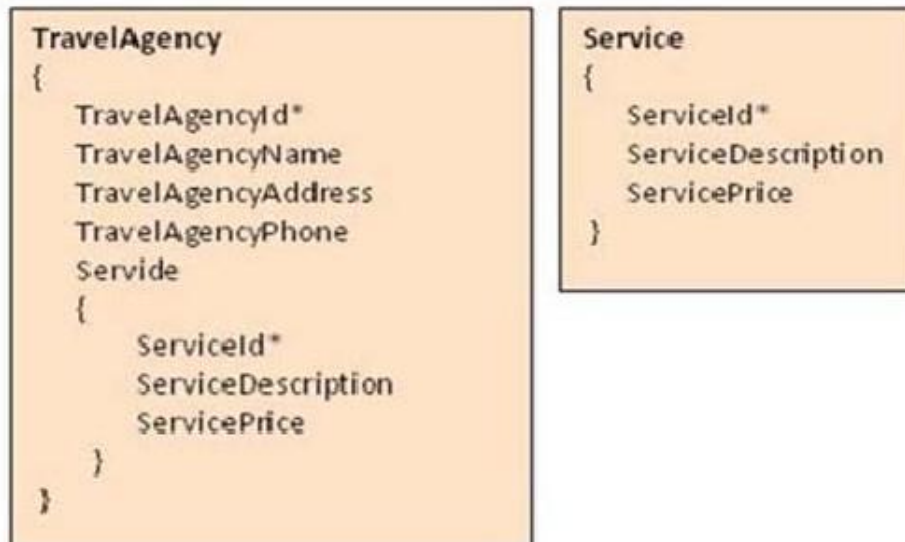 TravelAgency
{
TravelAgencyId*
TravelAgencyName
TravelAgencyAddress
TravelAgencyPhone
Servide
{
ServiceId*
ServiceDescription
ServicePrice
}
}
Service
{
ServiceId*
ServiceDescription
ServicePrice
}